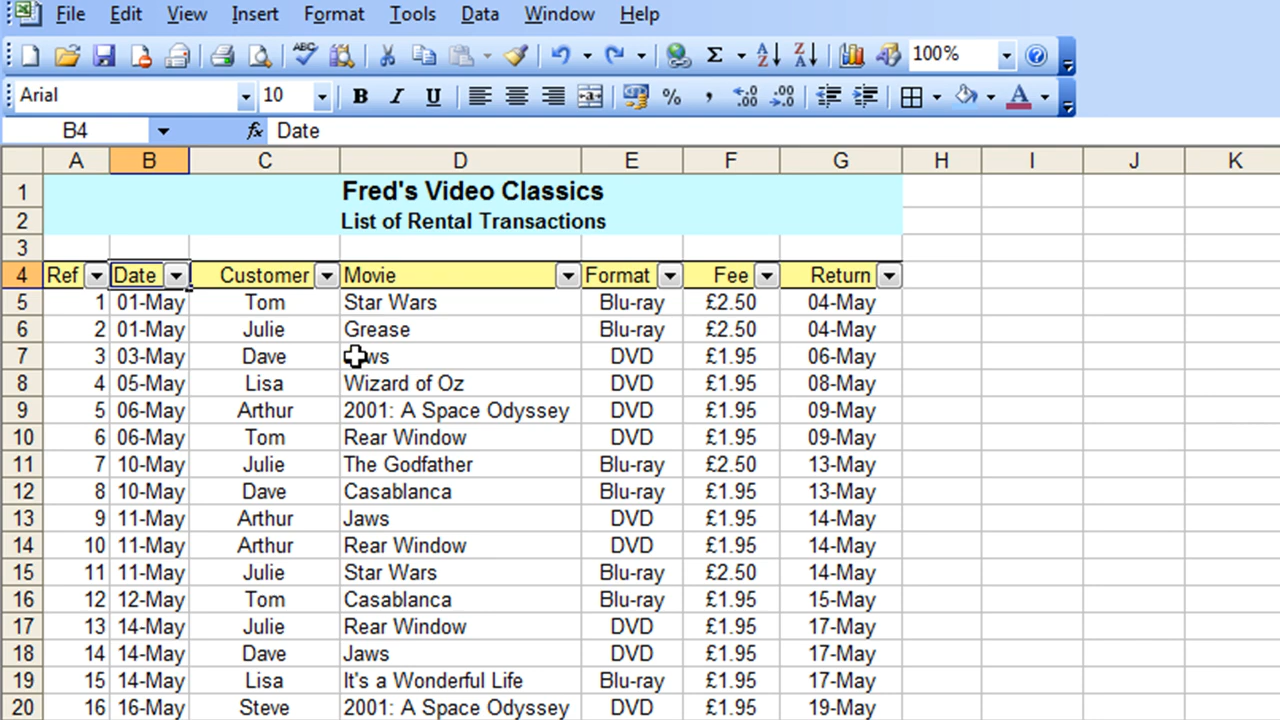 File Edit View Insert Format Tools Data Window Help
ABC Σ A Z Z A 100% ?
Arial 10 B I U % , .00 .00 A
B4 fx Date
A B C D E F G H I J K
1 Fred's Video Classics
2 List of Rental Transactions
3
4 Ref Date Customer Movie Format Fee Return
5 1 01-May Tom Star Wars Blu-ray £2.50 04-May
6 2 01-May Julie Grease Blu-ray £2.50 04-May
7 3 03-May Dave ws DVD £1.95 06-May
8 4 05-May Lisa Wizard of Oz DVD £1.95 08-May
9 5 06-May Arthur 2001: A Space Odyssey DVD £1.95 09-May
10 6 06-May Tom Rear Window DVD £1.95 09-May
11 7 10-May Julie The Godfather Blu-ray £2.50 13-May
12 8 10-May Dave Casablanca Blu-ray £1.95 13-May
13 9 11-May Arthur Jaws DVD £1.95 14-May
14 10 11-May Arthur Rear Window DVD £1.95 14-May
15 11 11-May Julie Star Wars Blu-ray £2.50 14-May
16 12 12-May Tom Casablanca Blu-ray £1.95 15-May
17 13 14-May Julie Rear Window DVD £1.95 17-May
18 14 14-May Dave Jaws DVD £1.95 17-May
19 15 14-May Lisa It's a Wonderful Life Blu-ray £1.95 17-May
20 16 16-May Steve 2001: A Space Odyssey DVD £1.95 19-May